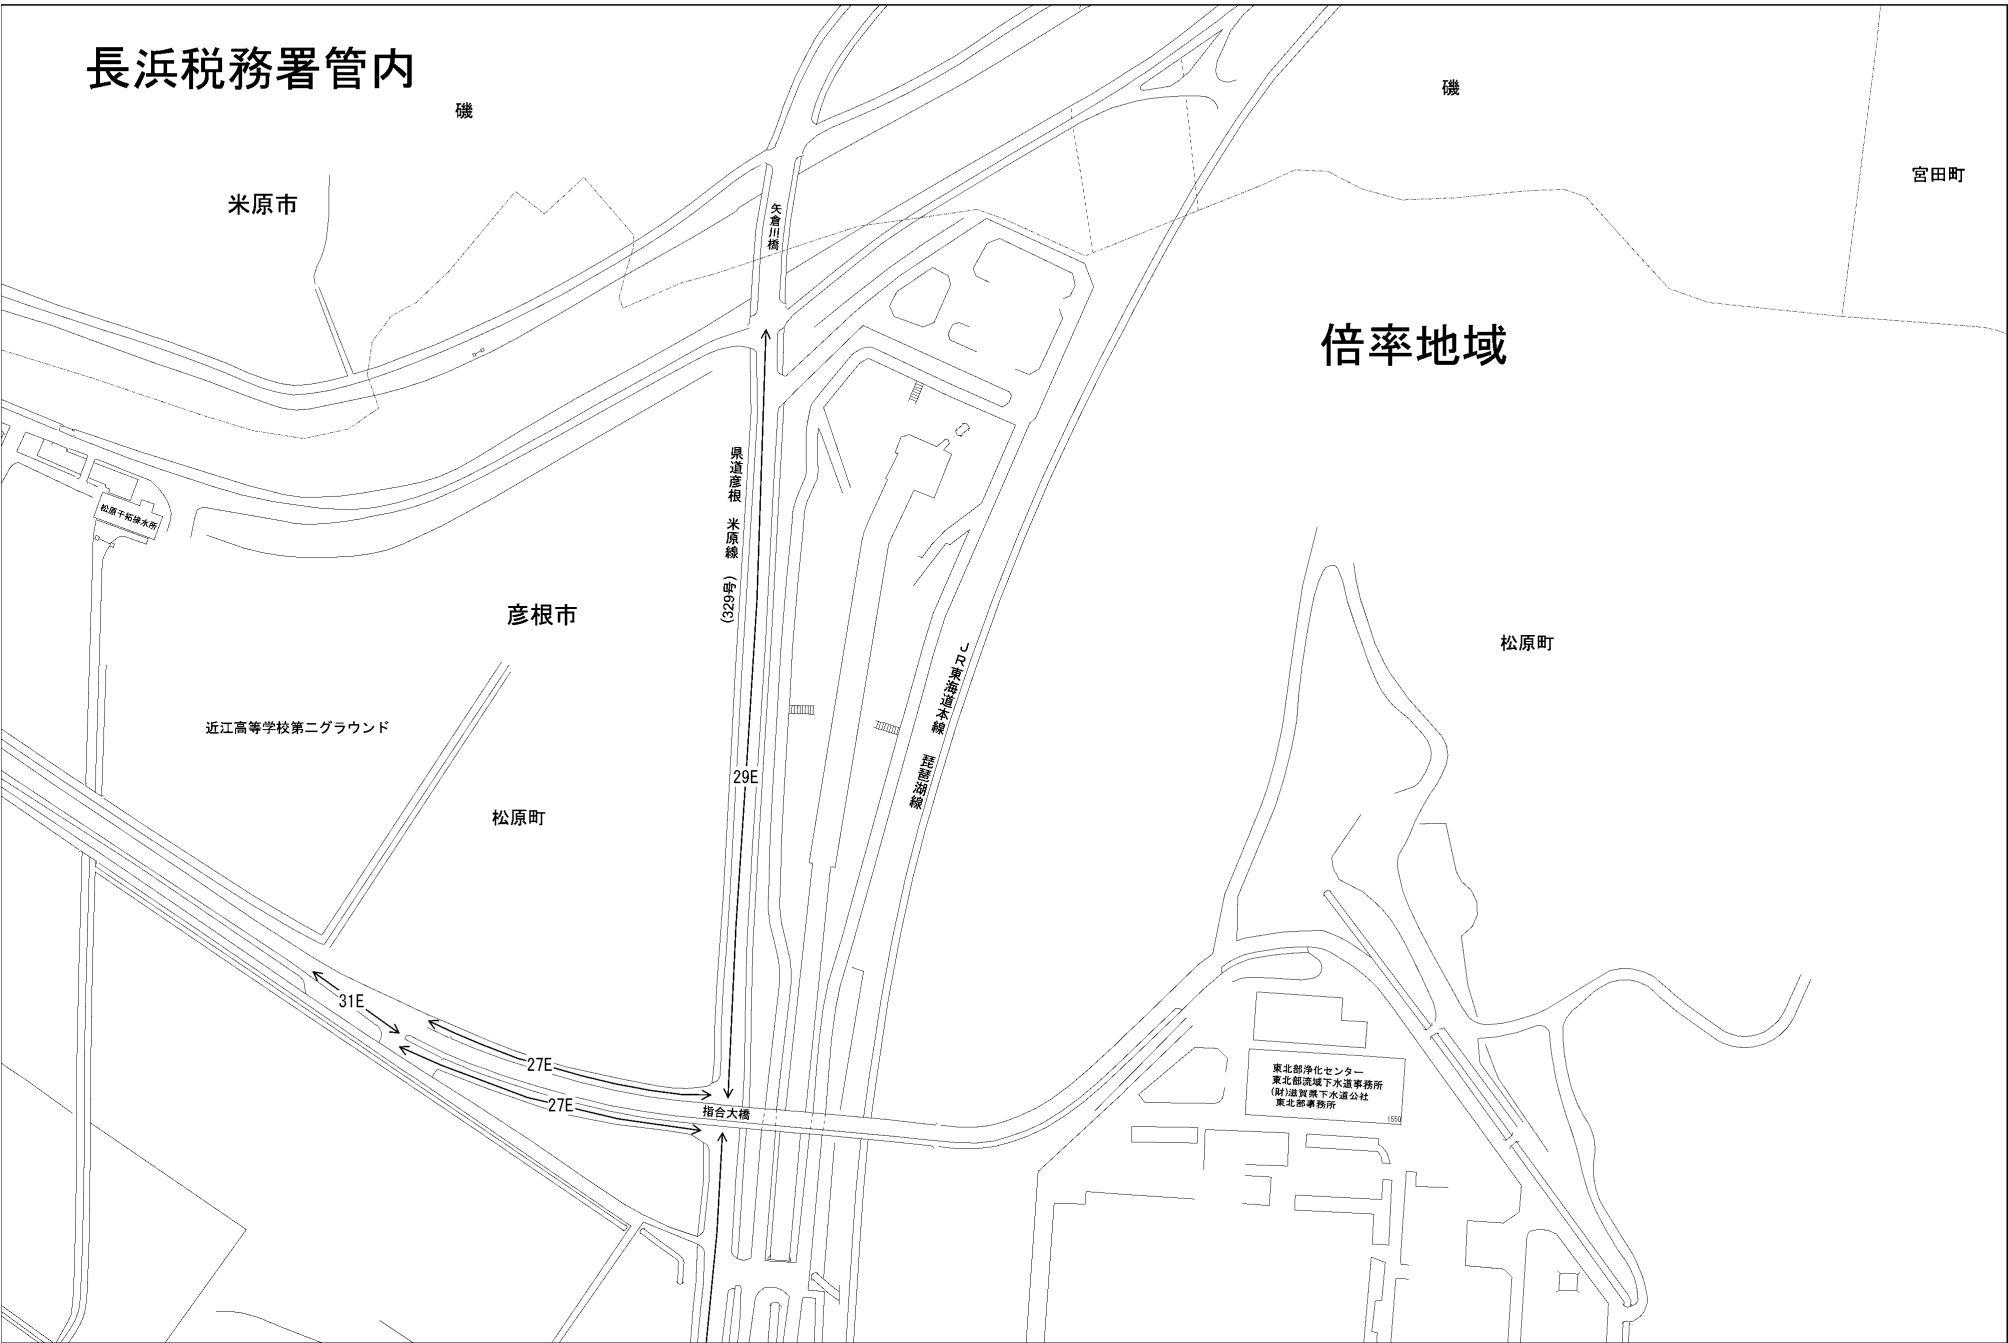 長浜税務署管内
磯
磯
宮田町
米原市
矢倉川橋
倍率地域
県道彦根 米原線 (329号)
松原干拓排水所
彦根市
松原町
JR東海道本線 琵琶湖線
近江高等学校第二グラウンド
29E
松原町
31E
27E
27E
指合大橋
東北部浄化センター
東北部流域下水道事務所
(財)滋賀県下水道公社
東北部事務所
1550